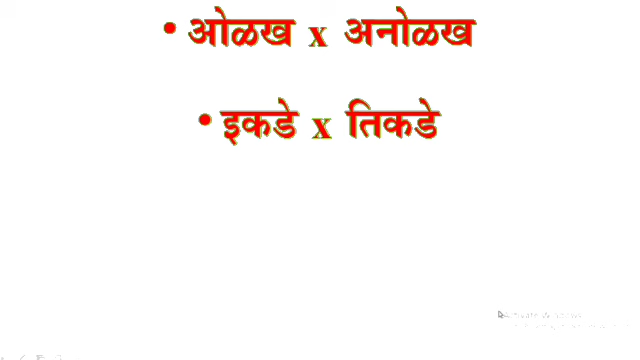 • ओळख x अनोळख
• इकडे x तिकडे